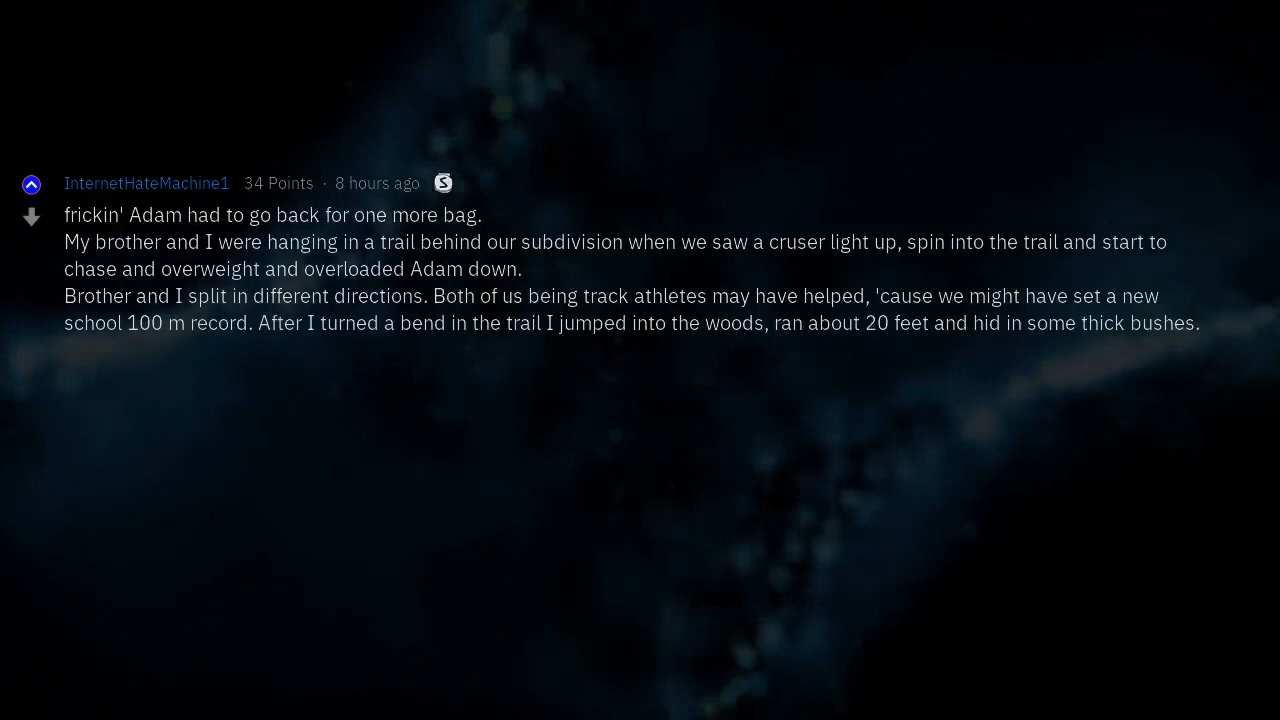 InternetHateMachine1 34 Points · 8 hours ago S
frickin' Adam had to go back for one more bag.
My brother and I were hanging in a trail behind our subdivision when we saw a cruser light up, spin into the trail and start to
chase and overweight and overloaded Adam down.
Brother and I split in different directions. Both of us being track athletes may have helped, 'cause we might have set a new
school 100 m record. After I turned a bend in the trail I jumped into the woods, ran about 20 feet and hid in some thick bushes.